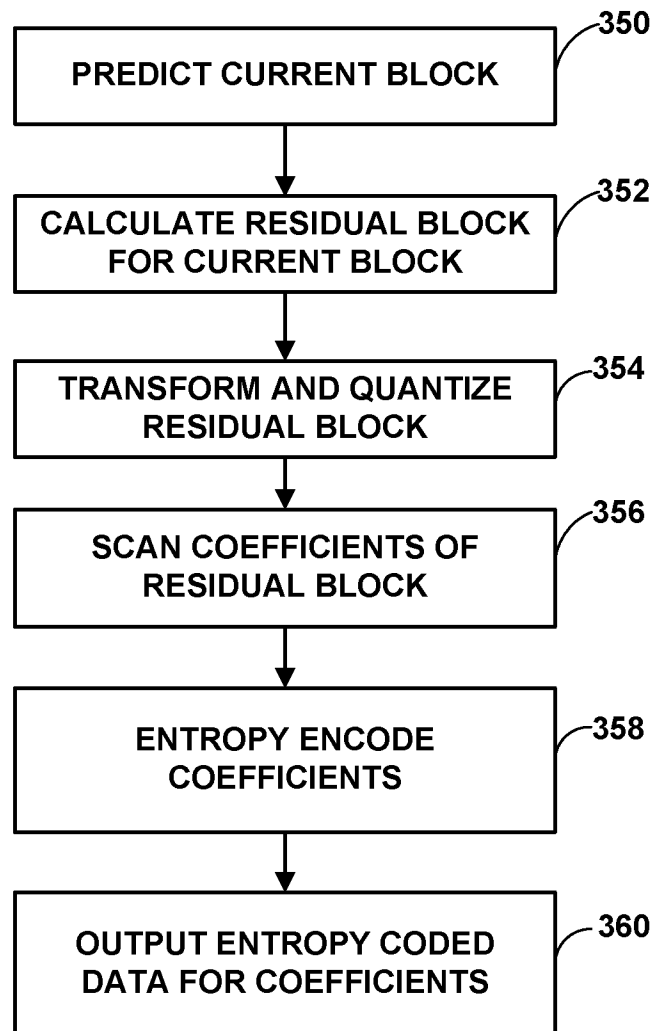 350
PREDICT CURRENT BLOCK
352
CALCULATE RESIDUAL BLOCK
FOR CURRENT BLOCK
354
TRANSFORM AND QUANTIZE
RESIDUAL BLOCK
356
SCAN COEFFICIENTS OF
RESIDUAL BLOCK
358
ENTROPY ENCODE
COEFFICIENTS
360
OUTPUT ENTROPY CODED
DATA FOR COEFFICIENTS